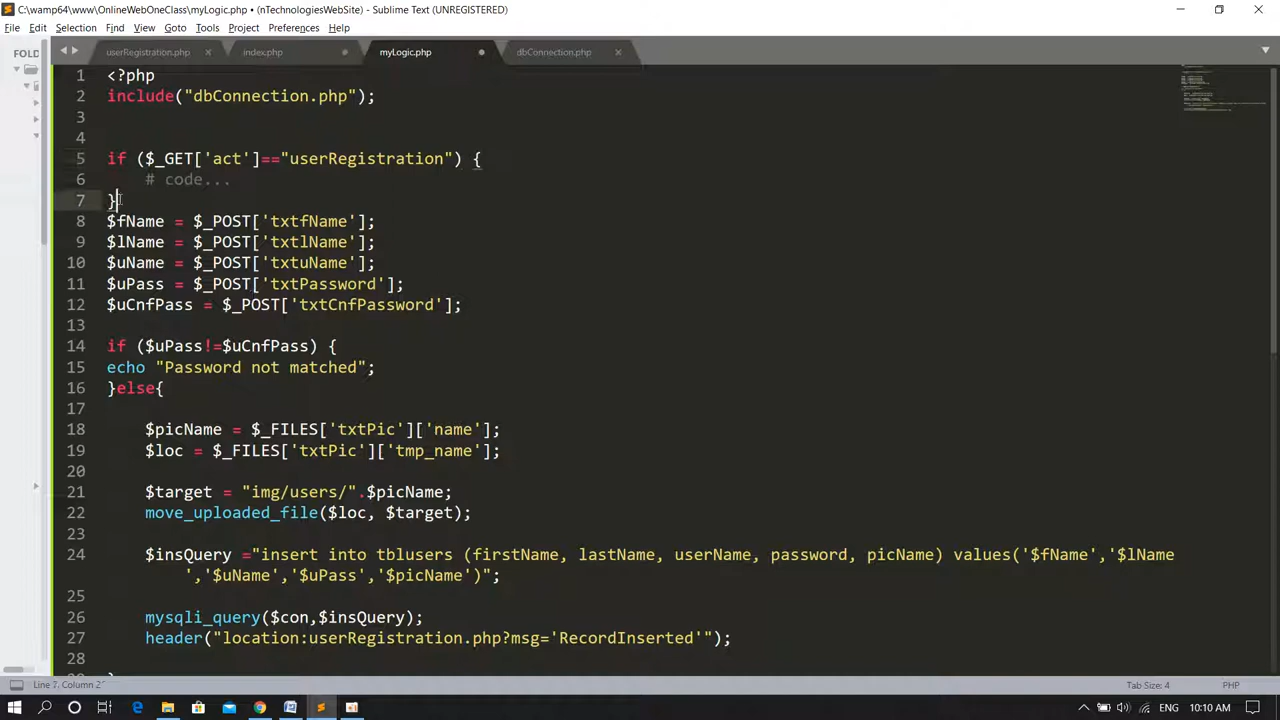 C:\wamp64\www\OnlineWebOneClass\myLogic.php • (nTechnologiesWebSite) - Sublime Text (UNREGISTERED)
File Edit Selection Find View Goto Tools Project Preferences Help
FOLD
userRegistration.php
index.php
myLogic.php
dbConnection.php
1 <?php
2 include("dbConnection.php");
3
4
5 if ($_GET['act']=="userRegistration") {
6 # code...
7 }
8 $fName = $_POST['txtfName'];
9 $lName = $_POST['txtlName'];
10 $uName = $_POST['txtuName'];
11 $uPass = $_POST['txtPassword'];
12 $uCnfPass = $_POST['txtCnfPassword'];
13
14 if ($uPass!=$uCnfPass) {
15 echo "Password not matched";
16 }else{
17
18 $picName = $_FILES['txtPic']['name'];
19 $loc = $_FILES['txtPic']['tmp_name'];
20
21 $target = "img/users/".$picName;
22 move_uploaded_file($loc, $target);
23
24 $insQuery ="insert into tblusers (firstName, lastName, userName, password, picName) values('$fName','$lName
','$uName','$uPass','$picName')";
25
26 mysqli_query($con,$insQuery);
27 header("location:userRegistration.php?msg='RecordInserted'");
28
Line 7, Column 2
Tab Size: 4
PHP
ENG
10:10 AM